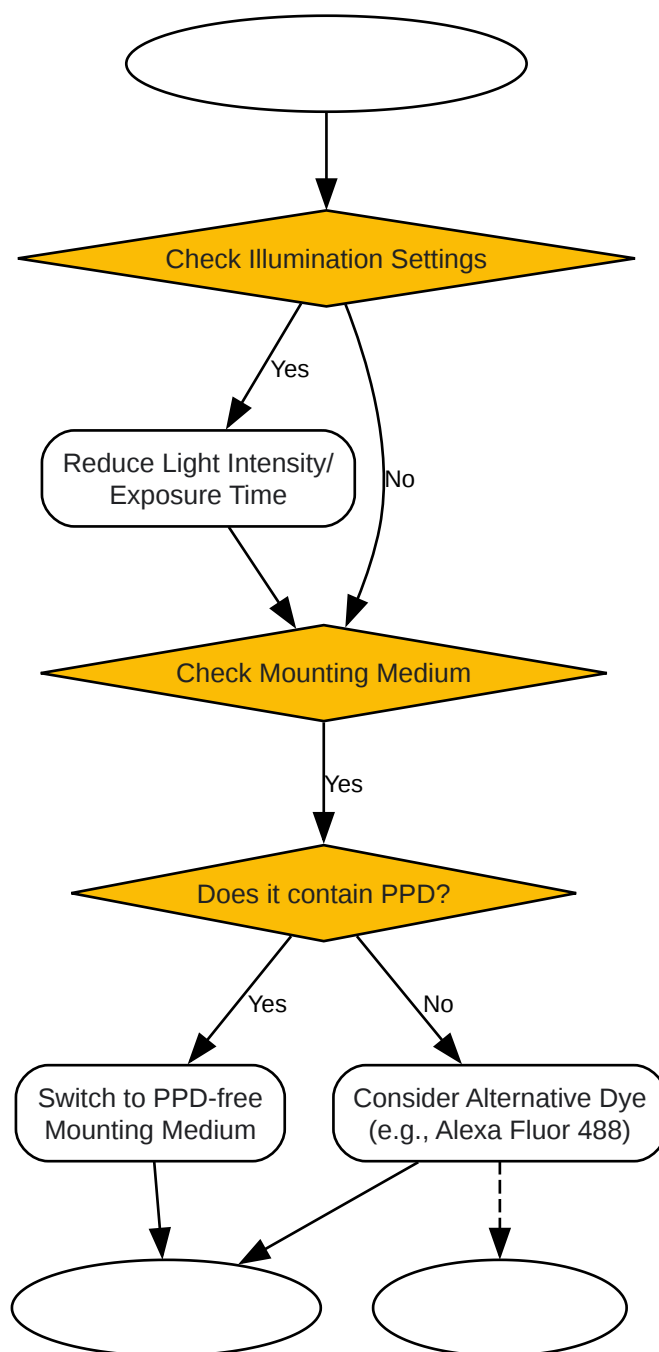 Check Illumination Settings
Yes
Reduce Light Intensity/
Exposure Time
No
Check Mounting Medium
Yes
Does it contain PPD?
Yes
No
Switch to PPD-free
Mounting Medium
Consider Alternative Dye
(e.g., Alexa Fluor 488)